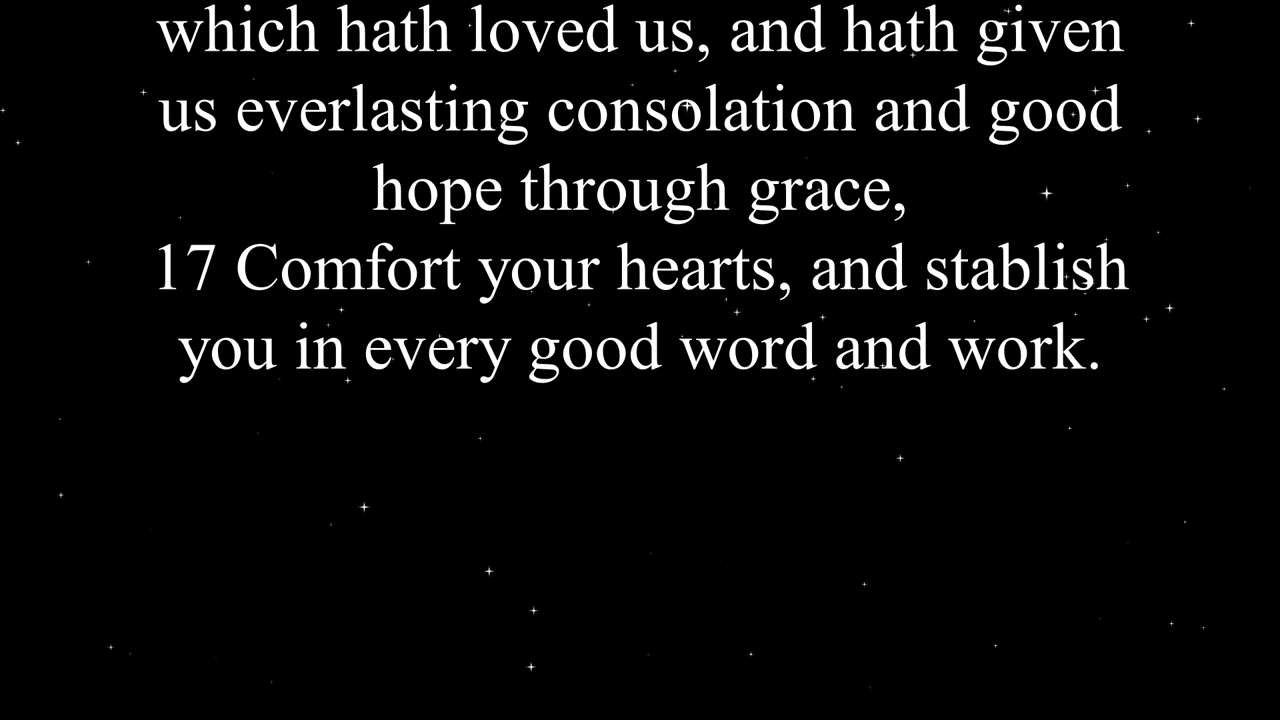 which hath loved us, and hath given
us everlasting consolation and good
hope through grace,
17 Comfort your hearts, and stablish
you in every good word and work.